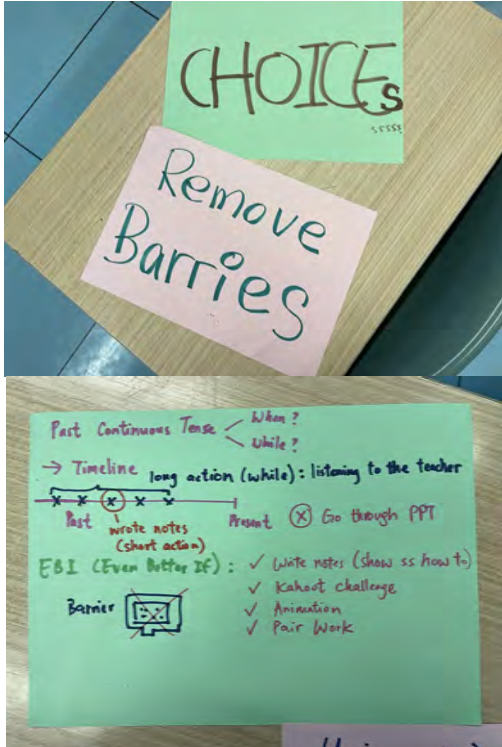 CHOICEs
sssss
Remove
Barries
Past Continuous Tense
When?
While?
→ Timeline
long action (while): listening to the teacher
x x x x x
Past
Present
wrote notes
(short action)
ⓧ Go through PPT
EBI (Even Better If):
✓ Write notes (show ss how to)
✓ Kahoot challenge
✓ Animation
✓ Pair Work
Barrier